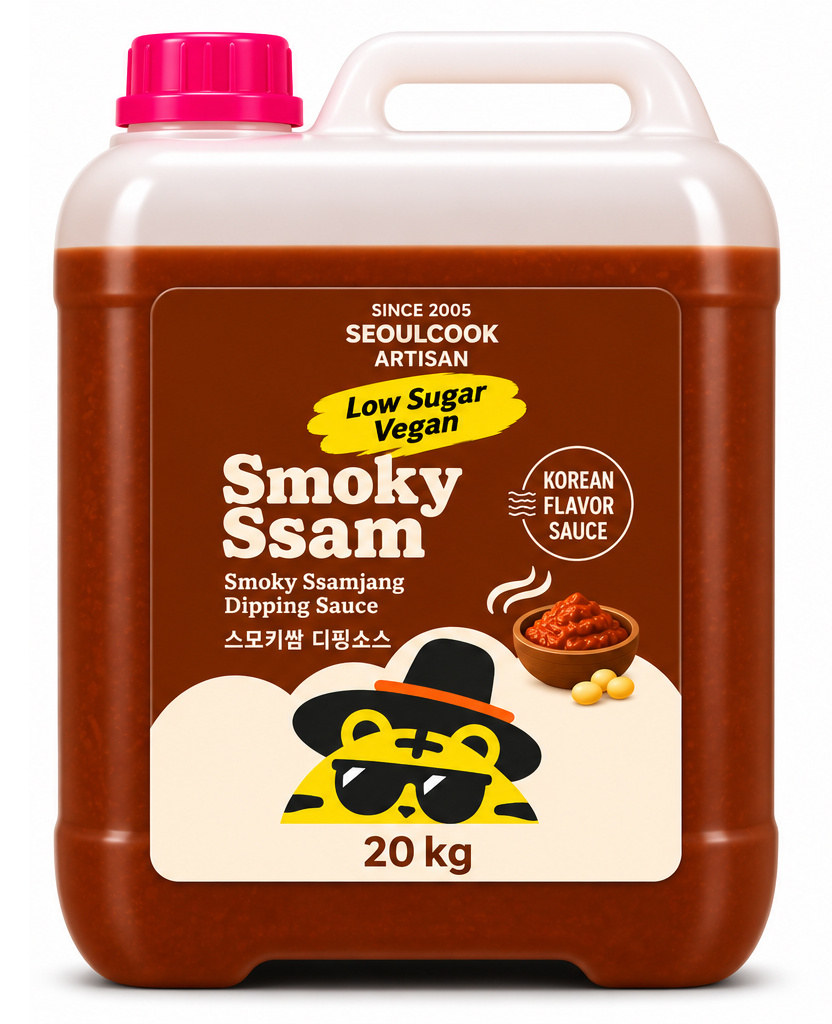 SINCE 2005
SEOULCOOK
ARTISAN
Low Sugar
Vegan
Smoky
Ssam
KOREAN
FLAVOR
SAUCE
Smoky Ssamjang
Dipping Sauce
스모키쌈 디핑소스
20 kg